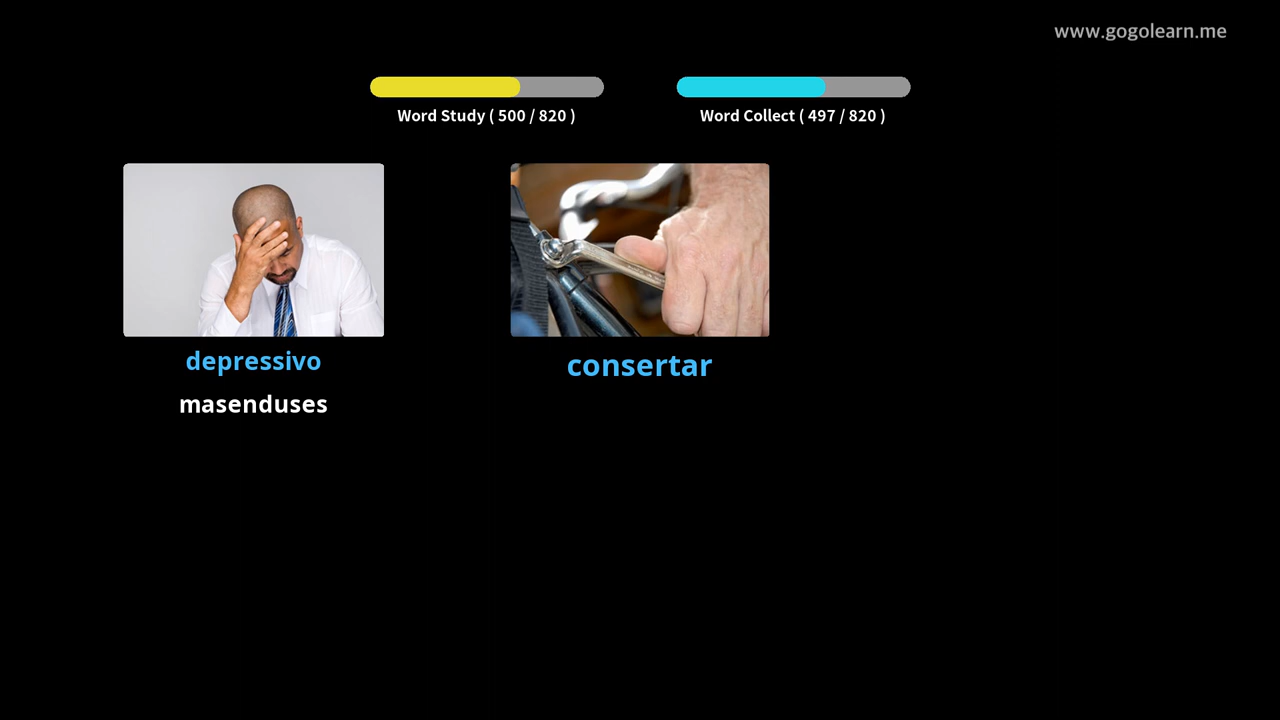 www.gogolearn.me
Word Study ( 500 / 820 )
Word Collect ( 497 / 820 )
depressivo
masenduses
consertar